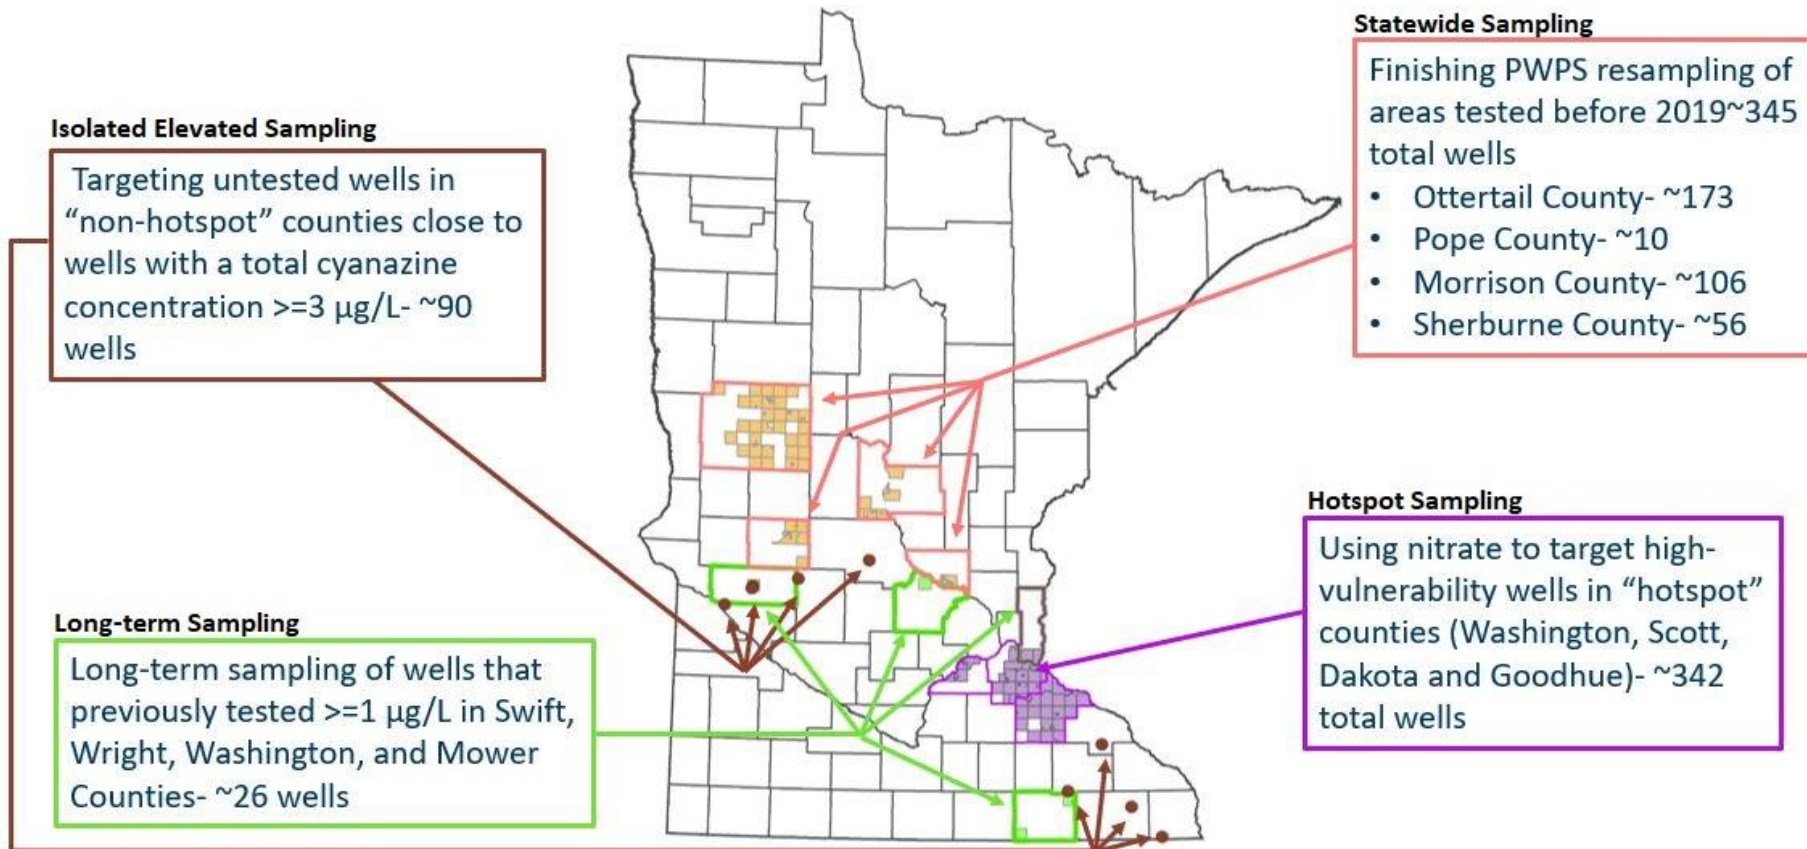 Statewide Sampling
Finishing PWPS resampling of
areas tested before 2019~345
total wells
• Ottertail County- ~173
• Pope County- ~10
• Morrison County- ~106
• Sherburne County- ~56
Isolated Elevated Sampling
Targeting untested wells in
“non-hotspot” counties close to
wells with a total cyanazine
concentration >=3 µg/L- ~90
wells
Hotspot Sampling
Using nitrate to target high-
vulnerability wells in “hotspot”
counties (Washington, Scott,
Dakota and Goodhue)- ~342
total wells
Long-term Sampling
Long-term sampling of wells that
previously tested >=1 µg/L in Swift,
Wright, Washington, and Mower
Counties- ~26 wells